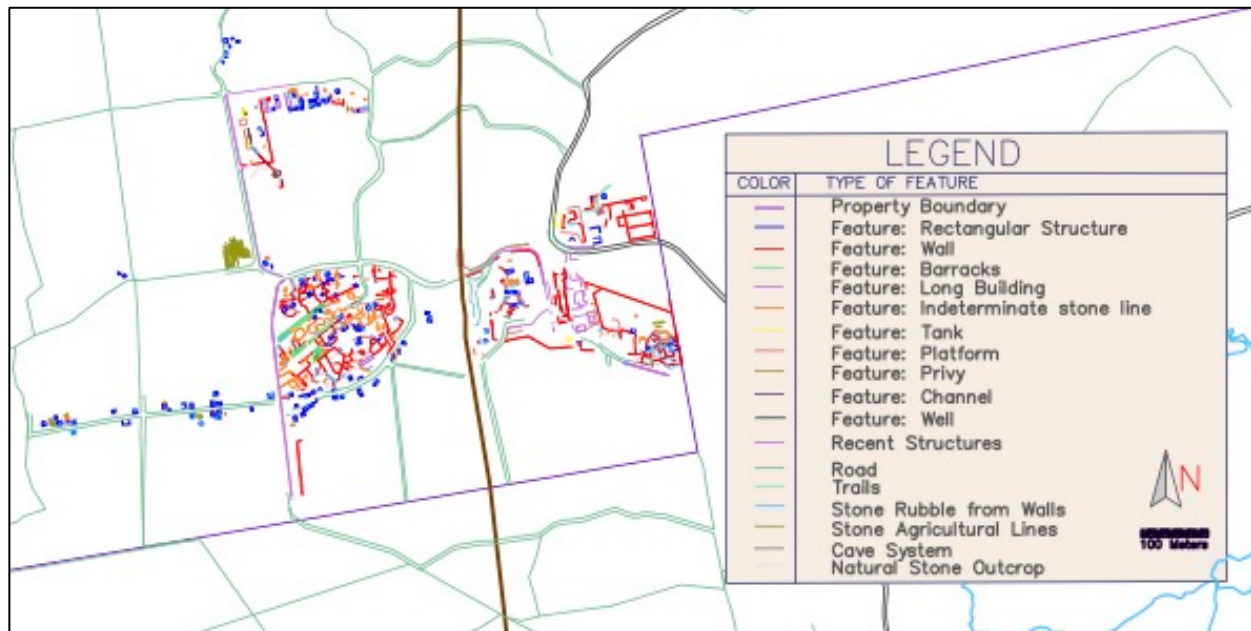 LEGEND
COLOR TYPE OF FEATURE
Property Boundary
Feature: Rectangular Structure
Feature: Wall
Feature: Barracks
Feature: Long Building
Feature: Indeterminate stone line
Feature: Tank
Feature: Platform
Feature: Privy
Feature: Channel
Feature: Well
Recent Structures
Road
Trails
Stone Rubble from Walls
Stone Agricultural Lines
Cave System
Natural Stone Outcrop
N
100 Meters